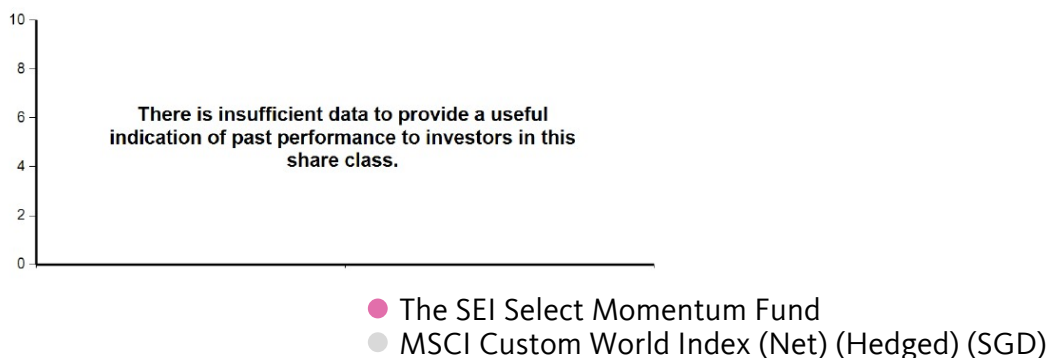 10
8
6
4
2
0
There is insufficient data to provide a useful
indication of past performance to investors in this
share class.
The SEI Select Momentum Fund
MSCI Custom World Index (Net) (Hedged) (SGD)